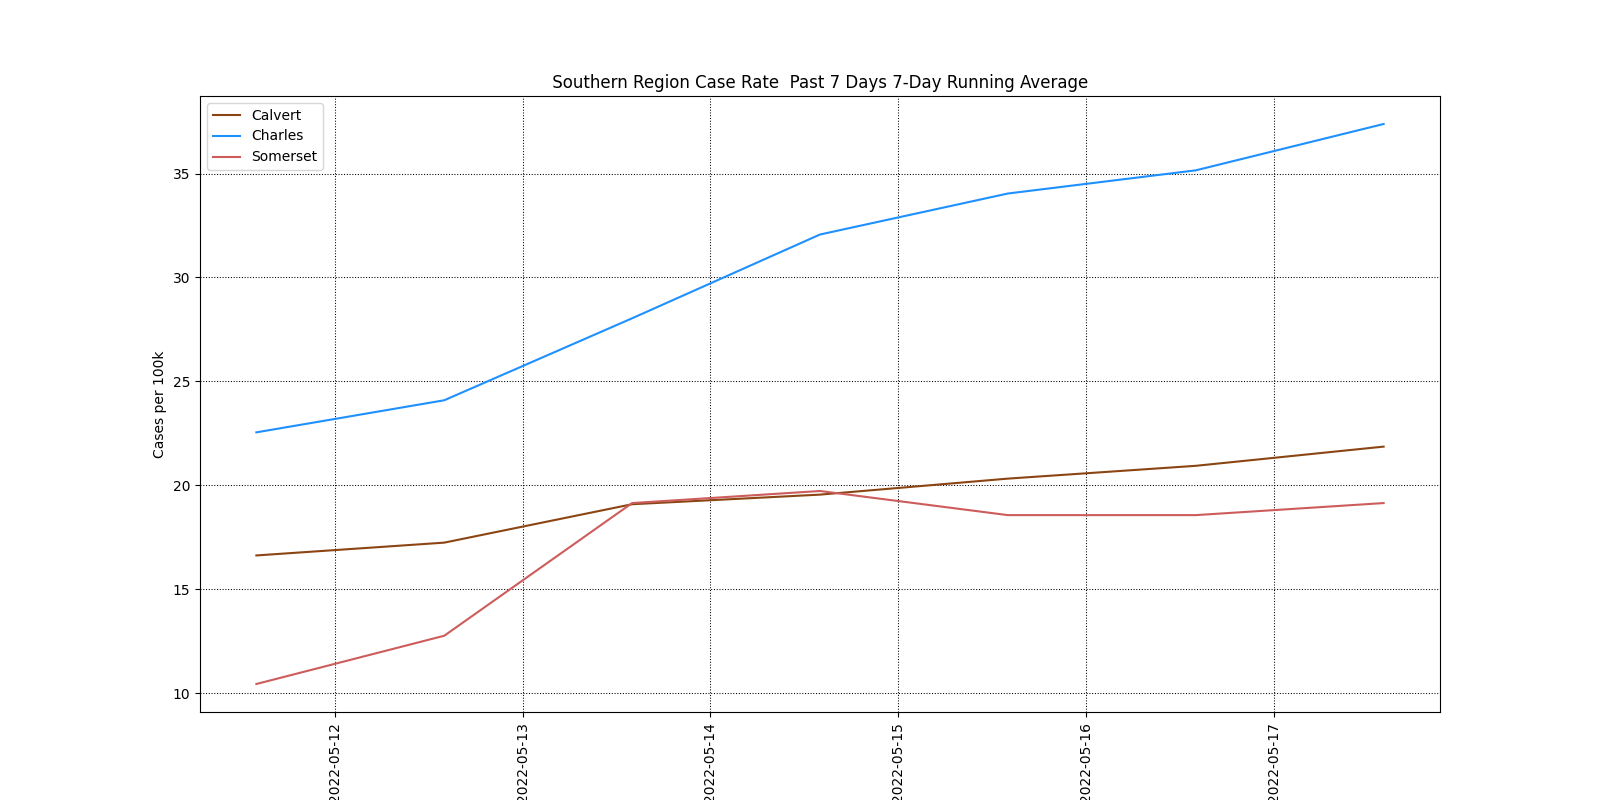 Southern Region Case Rate  Past 7 Days 7-Day Running Average
Calvert
Charles
Somerset
Cases per 100k
35
30
25
20
15
10
2022-05-12
2022-05-13
2022-05-14
2022-05-15
2022-05-16
2022-05-17